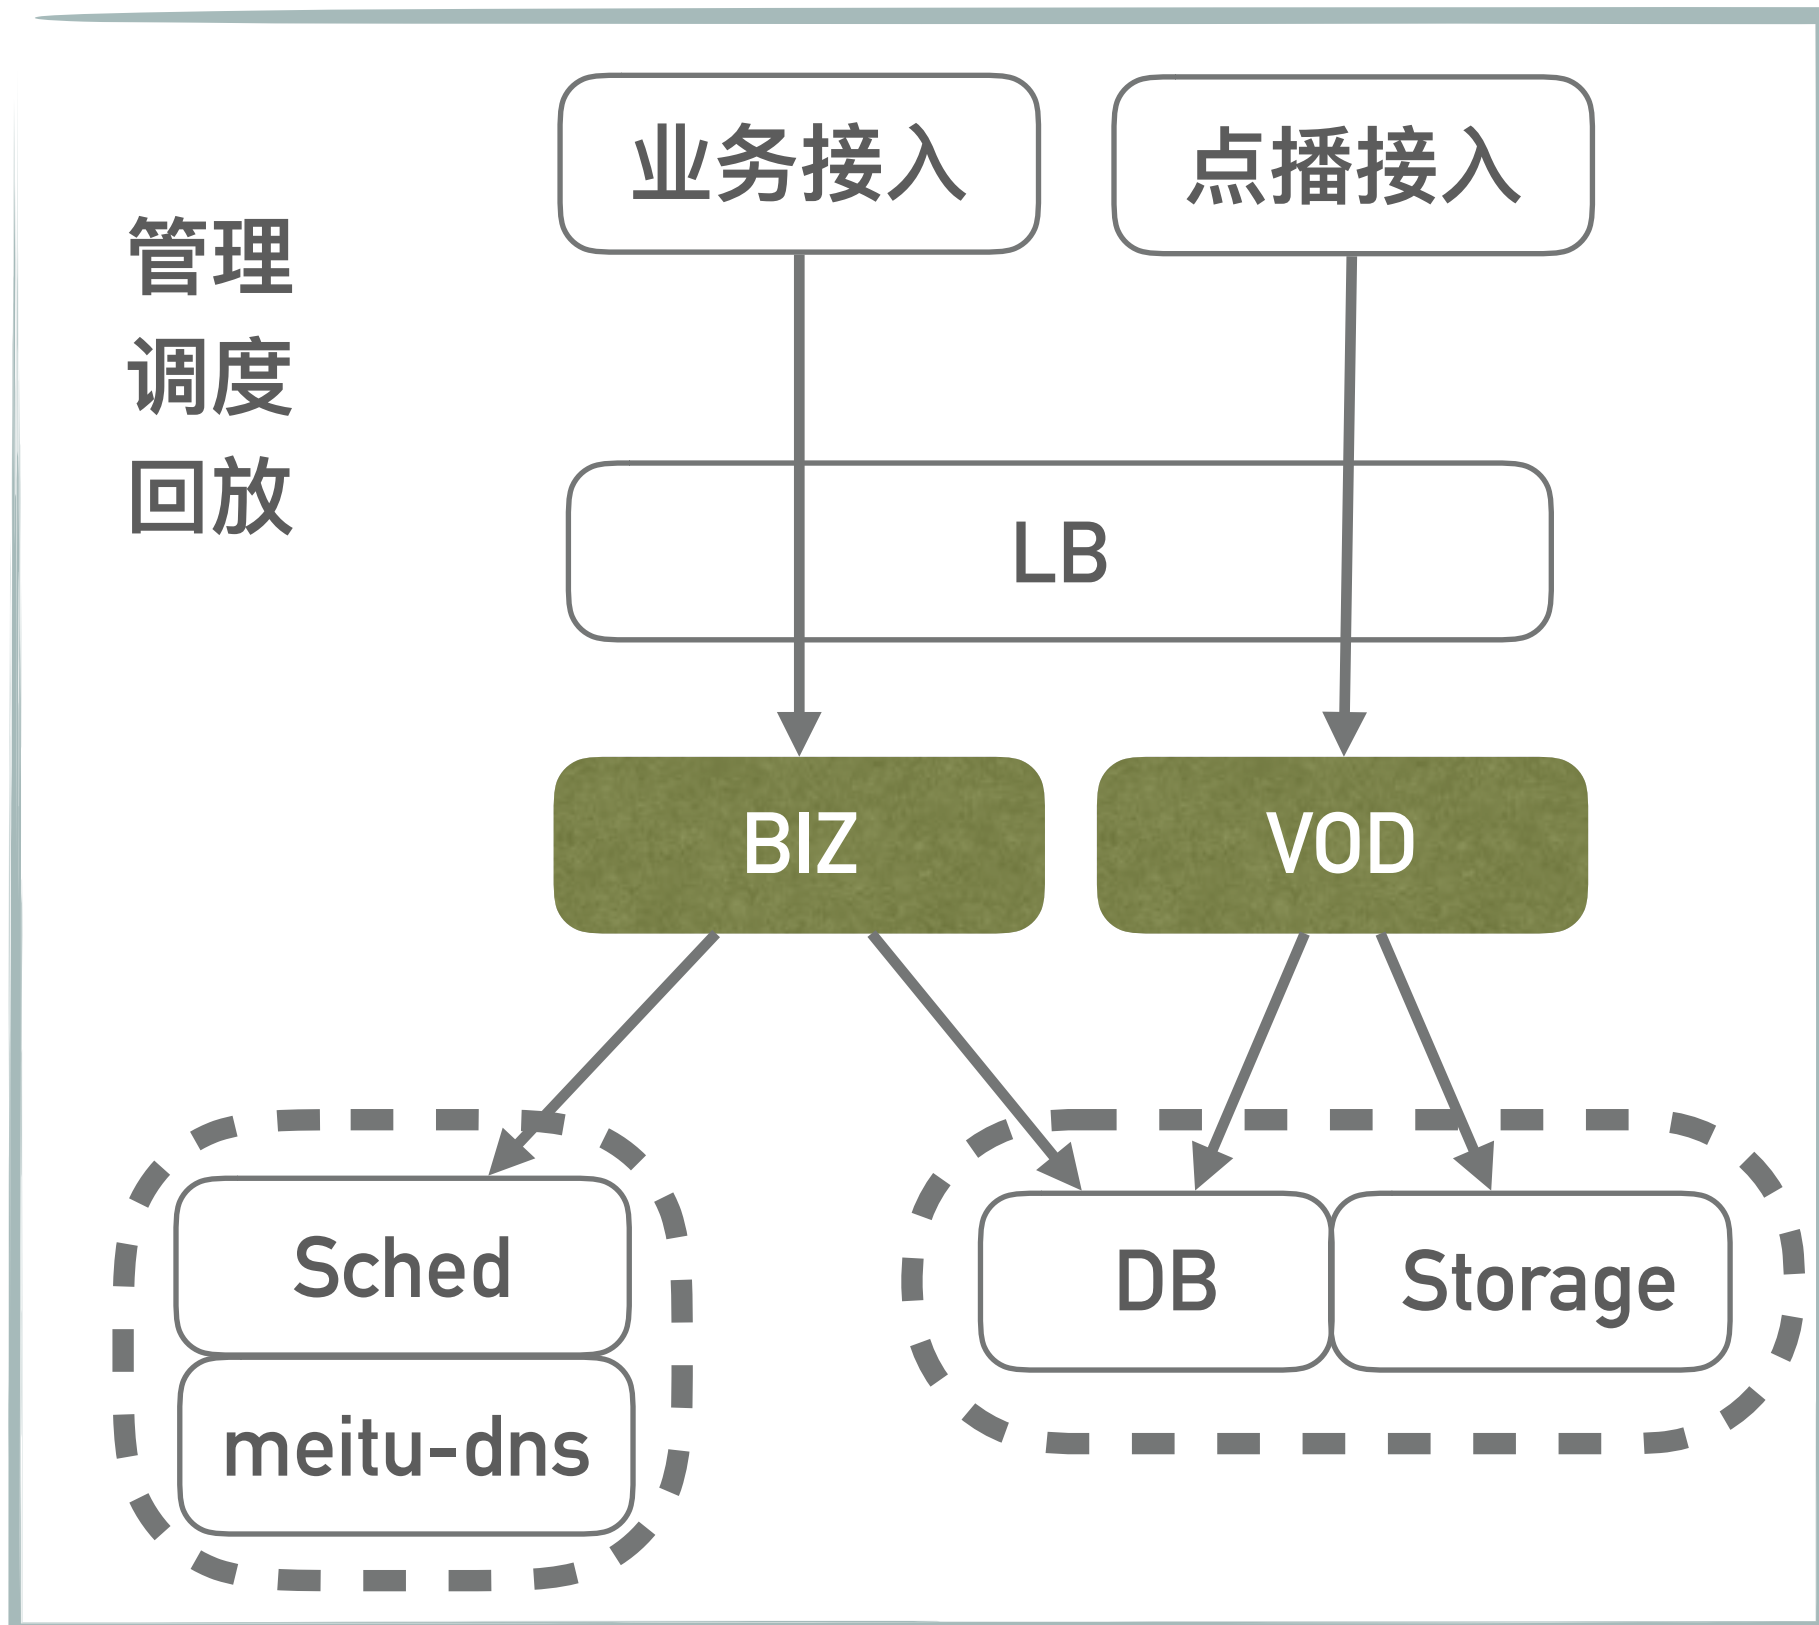 业务接入
点播接入
管理
调度
回放
LB
BIZ
VOD
Sched
DB
Storage
meitu-dns